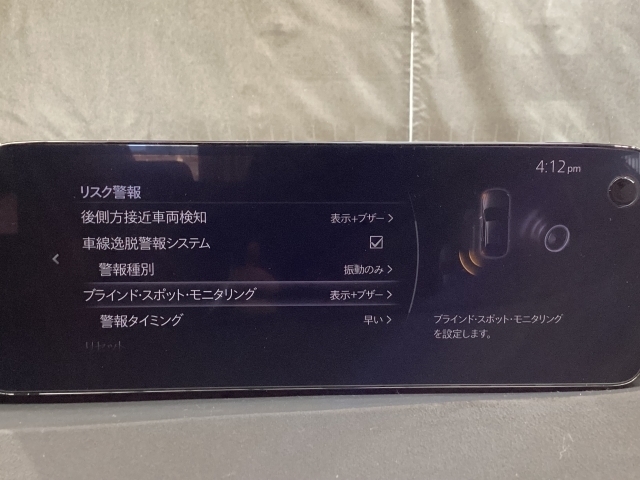 4:12pm
リスク警報
後側方接近車両検知 表示+ブザー
車線逸脱警報システム
警報種別 振動のみ
ブラインド・スポット・モニタリング 表示+ブザー
警報タイミング 早い
ブラインド・スポット・モニタリング
を設定します。